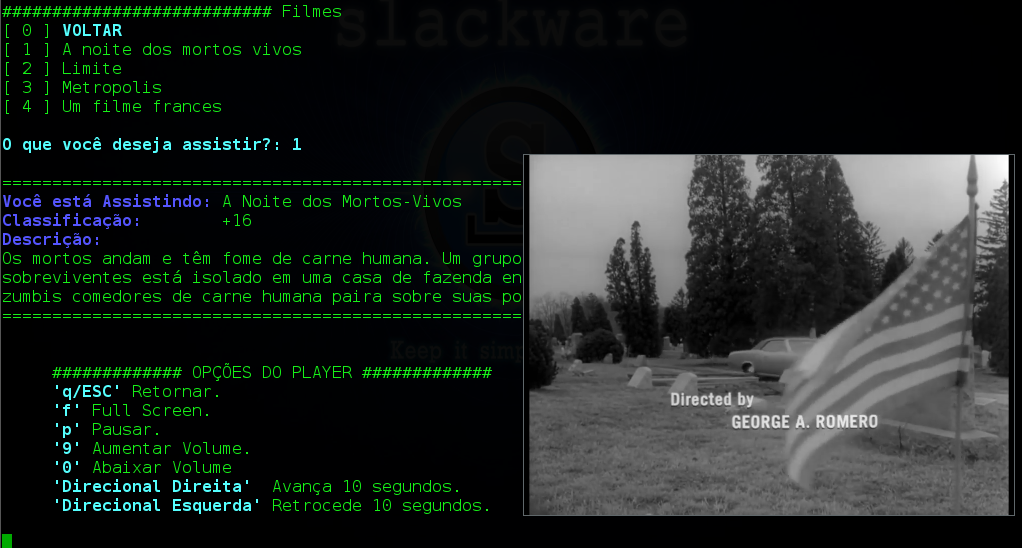 ########################### Filmes
[ 0 ] VOLTAR
[ 1 ] A noite dos mortos vivos
[ 2 ] Limite
[ 3 ] Metropolis
[ 4 ] Um filme frances
O que você deseja assistir?: 1
====================================================
Você está Assistindo: A Noite dos Mortos-Vivos
Classificação: +16
Descrição:
Os mortos andam e têm fome de carne humana. Um grupo
sobreviventes está isolado em uma casa de fazenda en
zumbis comedores de carne humana paira sobre suas po
====================================================
############# OPÇÕES DO PLAYER #############
'q/ESC' Retornar.
'f' Full Screen.
'p' Pausar.
'9' Aumentar Volume.
'0' Abaixar Volume
'Direcional Direita' Avança 10 segundos.
'Direcional Esquerda' Retrocede 10 segundos.
slackware
S
Keep it simp
Directed by
GEORGE A. ROMERO